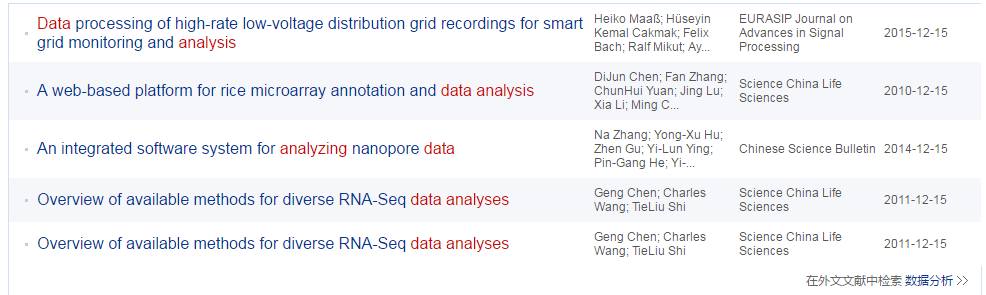 Data processing of high-rate low-voltage distribution grid recordings for smart
grid monitoring and analysis
Heiko Maaß; Hüseyin
Kemal Cakmak; Felix
Bach; Ralf Mikut; Ay...
EURASIP Journal on
Advances in Signal
Processing
2015-12-15
A web-based platform for rice microarray annotation and data analysis
DiJun Chen; Fan Zhang;
ChunHui Yuan; Jing Lu;
Xia Li; Ming C...
Science China Life
Sciences
2010-12-15
An integrated software system for analyzing nanopore data
Na Zhang; Yong-Xu Hu;
Zhen Gu; Yi-Lun Ying;
Pin-Gang He; Yi-...
Chinese Science Bulletin
2014-12-15
Overview of available methods for diverse RNA-Seq data analyses
Geng Chen; Charles
Wang; TieLiu Shi
Science China Life
Sciences
2011-12-15
Overview of available methods for diverse RNA-Seq data analyses
Geng Chen; Charles
Wang; TieLiu Shi
Science China Life
Sciences
2011-12-15
在外文文献中检索 数据分析 >>